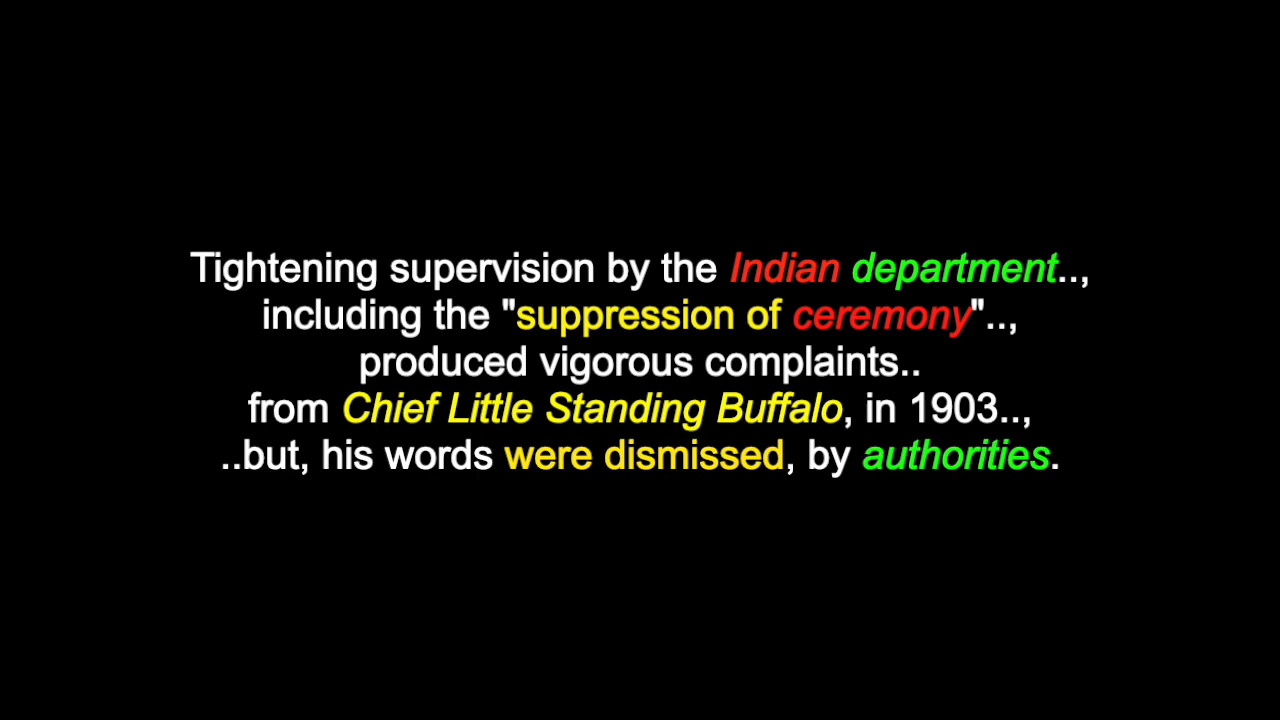 Tightening supervision by the Indian department..,
including the "suppression of ceremony"..,
produced vigorous complaints..
from Chief Little Standing Buffalo, in 1903..,
..but, his words were dismissed, by authorities.